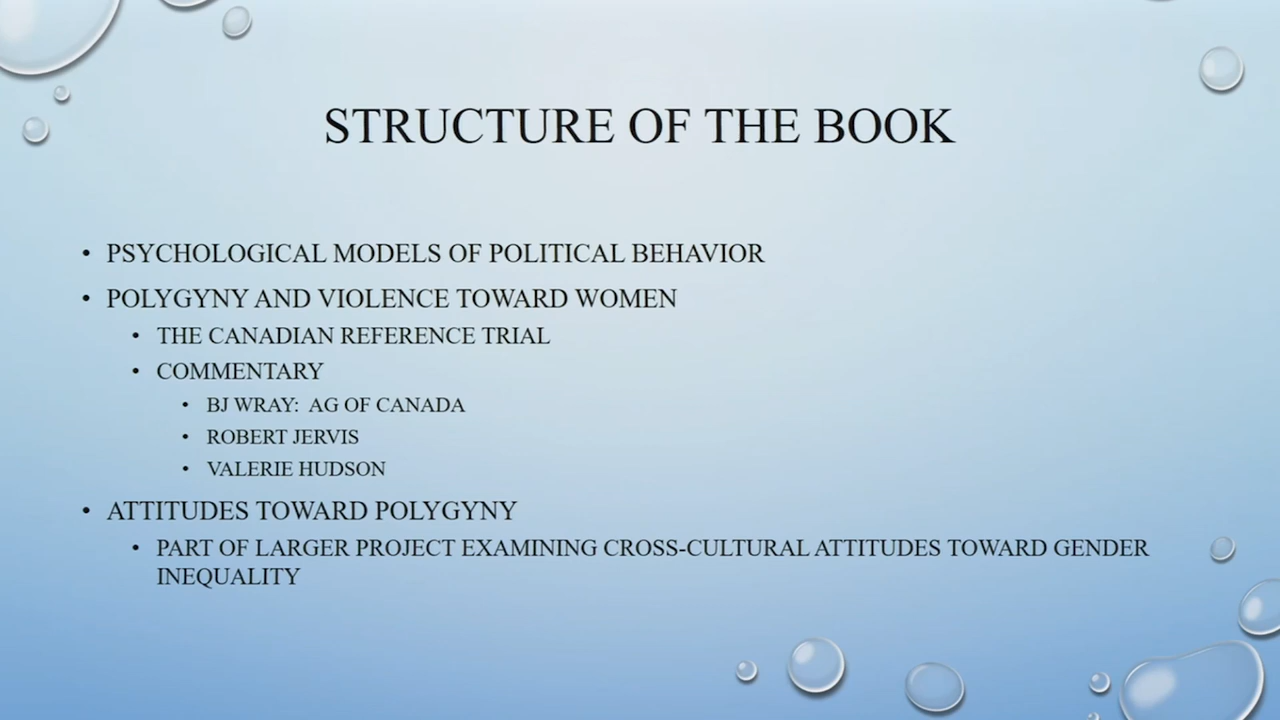 STRUCTURE OF THE BOOK
• PSYCHOLOGICAL MODELS OF POLITICAL BEHAVIOR
• POLYGYNY AND VIOLENCE TOWARD WOMEN
• THE CANADIAN REFERENCE TRIAL
• COMMENTARY
• BJ WRAY: AG OF CANADA
• ROBERT JERVIS
• VALERIE HUDSON
• ATTITUDES TOWARD POLYGYNY
• PART OF LARGER PROJECT EXAMINING CROSS-CULTURAL ATTITUDES TOWARD GENDER
INEQUALITY